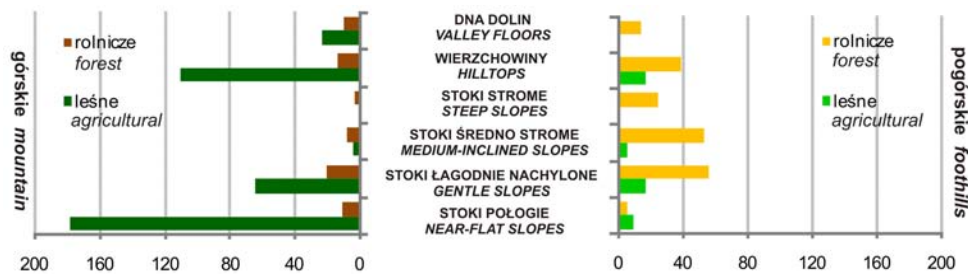 górskie mountain
rolnicze
forest
leśne
agricultural
200 160 120 80 40 0
DNA DOLIN
VALLEY FLOORS
WIERZCHOWINY
HILLTOPS
STOKI STROME
STEEP SLOPES
STOKI ŚREDNO STROME
MEDIUM-INCLINED SLOPES
STOKI ŁAGODNIE NACHYLONE
GENTLE SLOPES
STOKI POŁOGIE
NEAR-FLAT SLOPES
rolnicze
forest
leśne
agricultural
0 40 80 120 160 200
pogórskie foothills